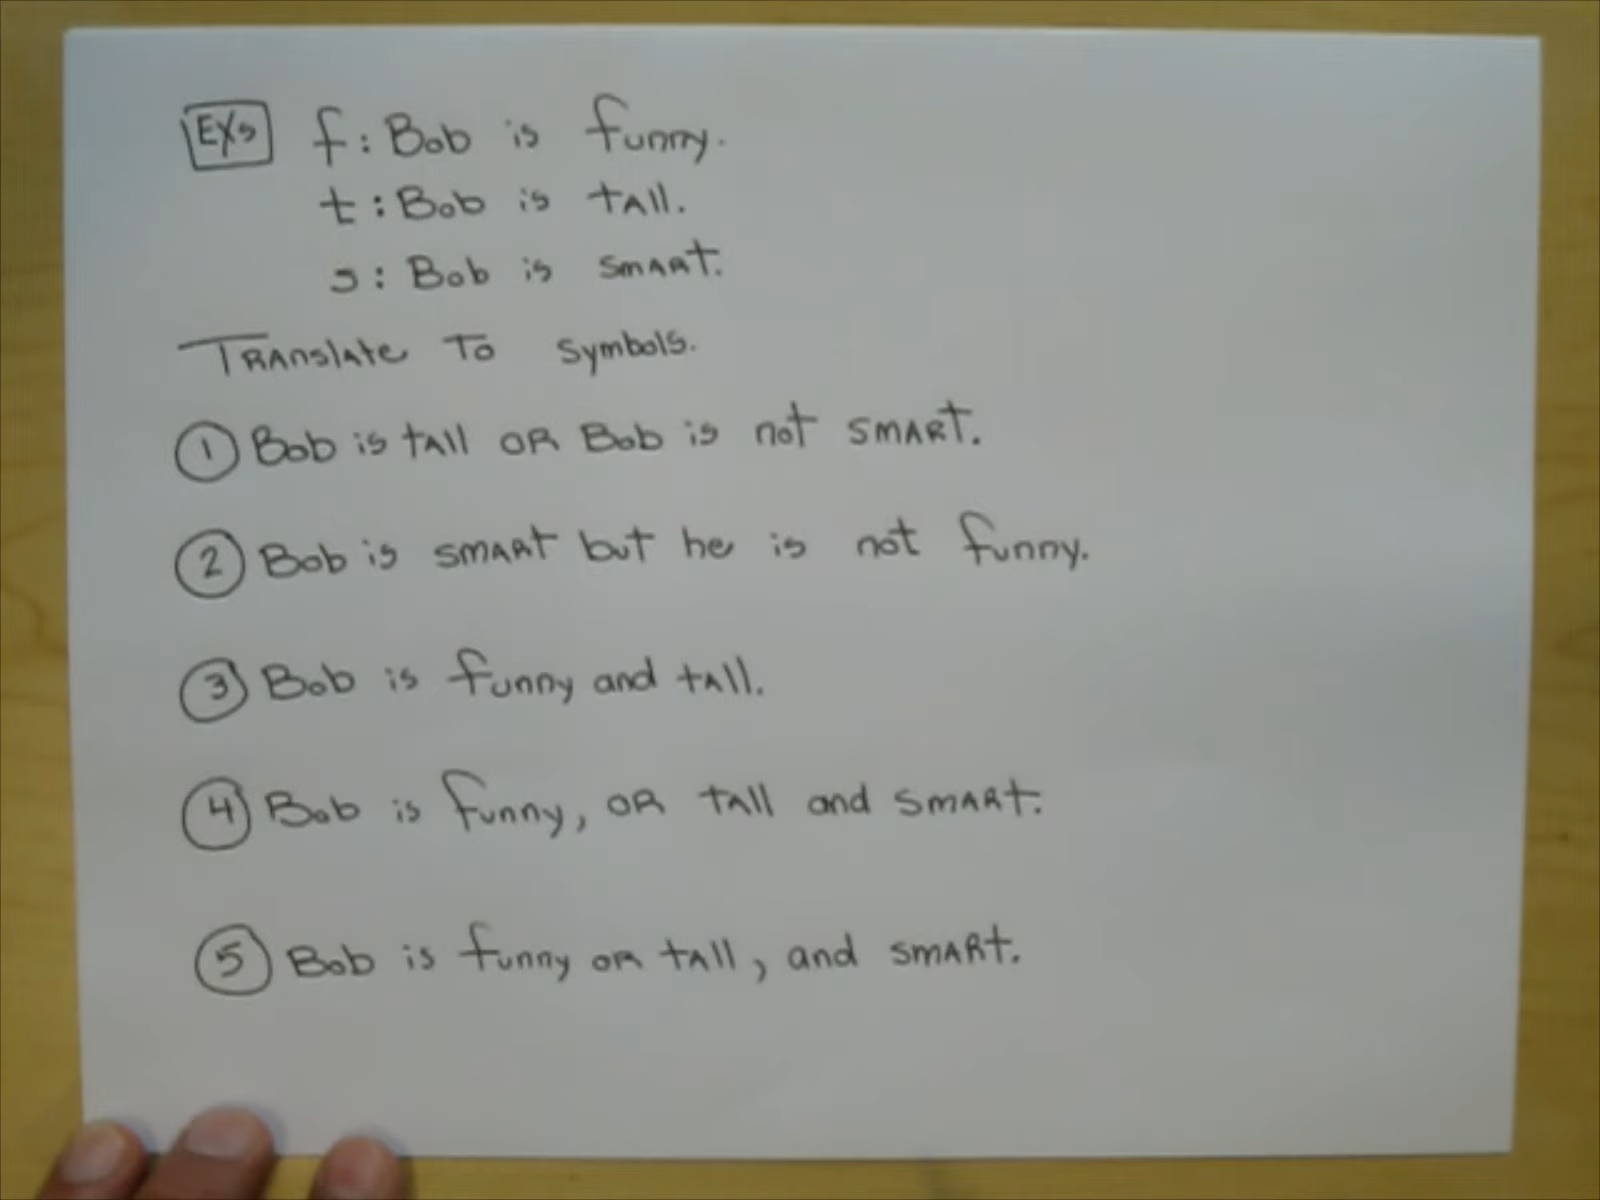 EXs f: Bob is funny.
t: Bob is tall.
s: Bob is smart.
Translate to symbols.
1 Bob is tall or Bob is not smart.
2 Bob is smart but he is not funny.
3 Bob is funny and tall.
4 Bob is funny, or tall and smart.
5 Bob is funny or tall, and smart.